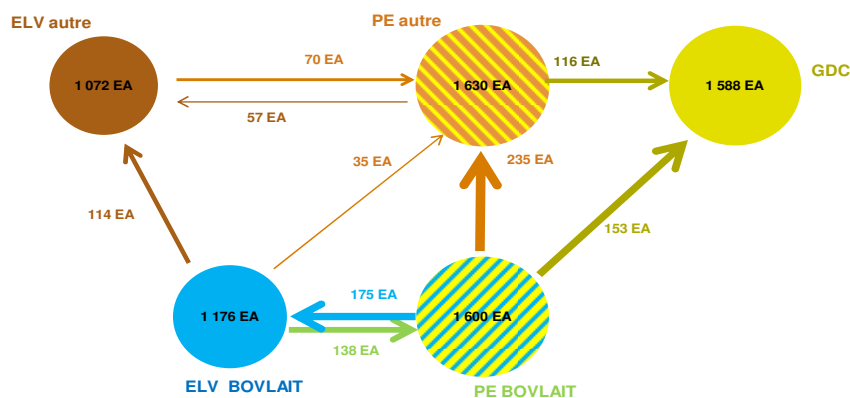 ELV autre
PE autre
GDC
70 EA
116 EA
1 072 EA
1 630 EA
1 588 EA
57 EA
35 EA
235 EA
114 EA
153 EA
175 EA
1 176 EA
1 600 EA
138 EA
ELV BOVLAIT
PE BOVLAIT